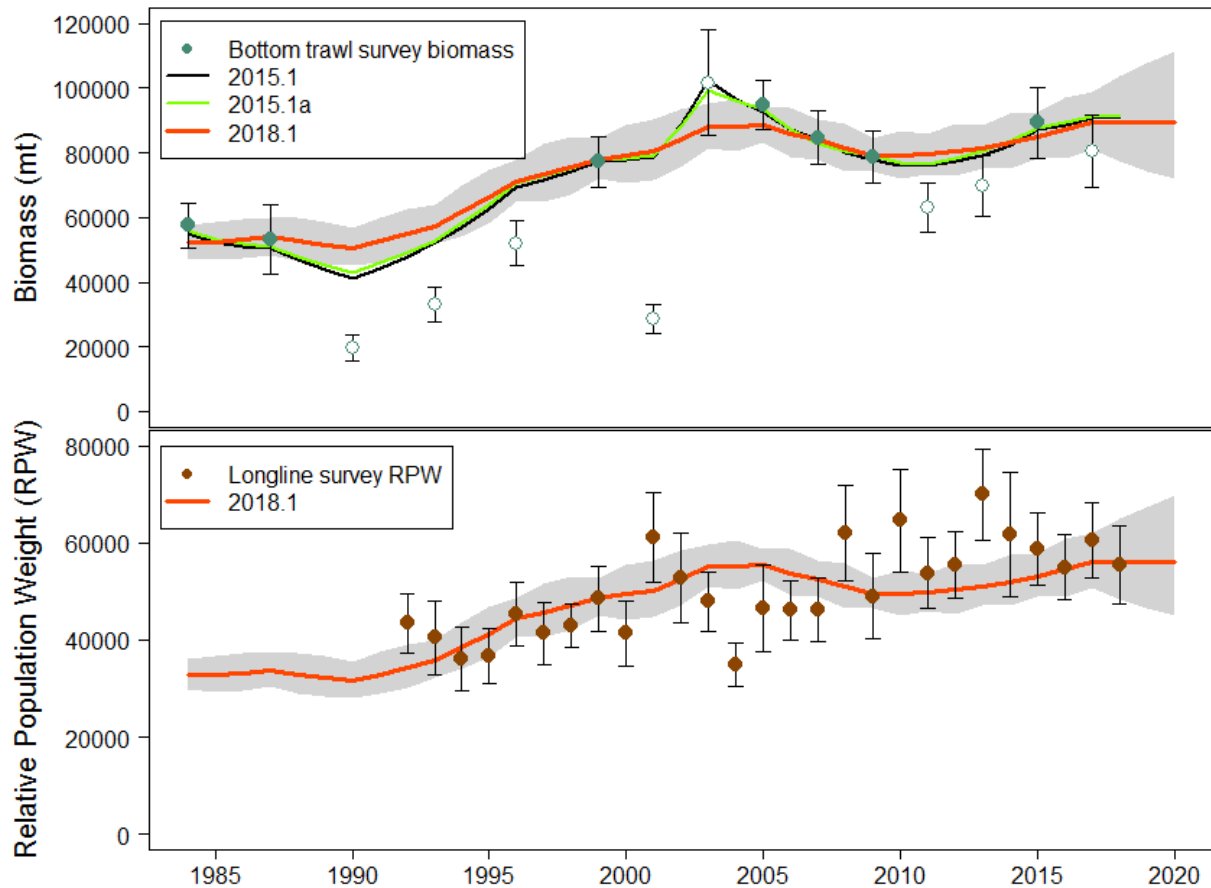 Biomass (mt)
120000
100000
80000
60000
40000
20000
0
Bottom trawl survey biomass
2015.1
2015.1a
2018.1
Relative Population Weight (RPW)
80000
60000
40000
20000
0
Longline survey RPW
2018.1
1985 1990 1995 2000 2005 2010 2015 2020